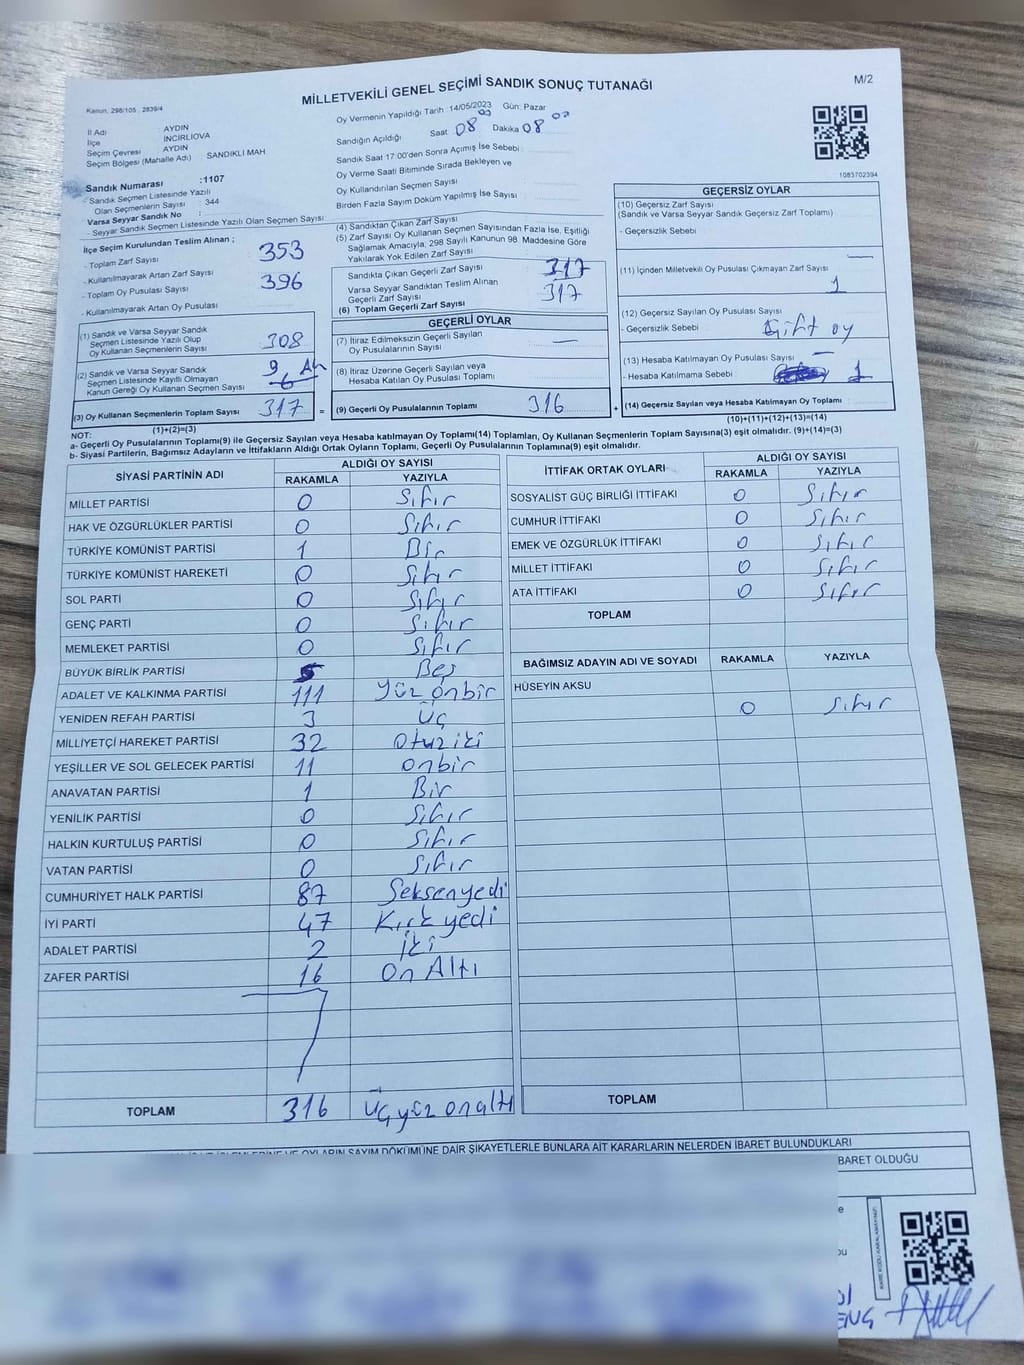 MİLLETVEKİLİ GENEL SEÇİMİ SANDIK SONUÇ TUTANAĞI
M/2
Kanun, 298/105 , 2839/4
İl Adı AYDIN
İlçe İNCİRLİOVA
Seçim Çevresi AYDIN
Seçim Bölgesi (Mahalle Adı) SANDIKLI MAH
Sandık Numarası :1107
- Sandık Seçmen Listesinde Yazılı
Olan Seçmenlerin Sayısı : 344
Varsa Seyyar Sandık No :
- Seyyar Sandık Seçmen Listesinde Yazılı Olan Seçmen Sayısı :
Oy Vermenin Yapıldığı Tarih :14/05/2023 Gün: Pazar
Sandığın Açıldığı Saat 08 00 Dakika 08 00
Sandık Saat 17:00'den Sonra Açımış İse Sebebi
Oy Verme Saati Bitiminde Sırada Bekleyen ve
Oy Kullandırılan Seçmen Sayısı
Birden Fazla Sayım Döküm Yapılmış İse Sayısı
1083702394
İlçe Seçim Kurulundan Teslim Alınan ;
- Toplam Zarf Sayısı 353
- Kullanılmayarak Artan Zarf Sayısı
- Toplam Oy Pusulası Sayısı 396
- Kullanılmayarak Artan Oy Pusulası
(1) Sandık ve Varsa Seyyar Sandık
Seçmen Listesinde Yazılı Olup
Oy Kullanan Seçmenlerin Sayısı 308
(2) Sandık ve Varsa Seyyar Sandık
Seçmen Listesinde Kayıtlı Olmayan
Kanun Gereği Oy Kullanan Seçmen Sayısı 9
(3) Oy Kullanan Seçmenlerin Toplam Sayısı 317 =
(1)+(2)=(3)
(4) Sandıktan Çıkan Zarf Sayısı
(5) Zarf Sayısı Oy Kullanan Seçmen Sayısından Fazla İse, Eşitliği
Sağlamak Amacıyla, 298 Sayılı Kanunun 98. Maddesine Göre
Yakılarak Yok Edilen Zarf Sayısı
Sandıkta Çıkan Geçerli Zarf Sayısı 317
Varsa Seyyar Sandıktan Teslim Alınan
Geçerli Zarf Sayısı 317
(6) Toplam Geçerli Zarf Sayısı
GEÇERLİ OYLAR
(7) İtiraz Edilmeksizin Geçerli Sayılan
Oy Pusulalarının Sayısı —
(8) İtiraz Üzerine Geçerli Sayılan veya
Hesaba Katılan Oy Pusulası Toplamı
(9) Geçerli Oy Pusulalarının Toplamı 316 +
GEÇERSİZ OYLAR
(10) Geçersiz Zarf Sayısı
(Sandık ve Varsa Seyyar Sandık Geçersiz Zarf Toplamı)
- Geçersizlik Sebebi
—
(11) İçinden Milletvekili Oy Pusulası Çıkmayan Zarf Sayısı
1
(12) Geçersiz Sayılan Oy Pusulası Sayısı
- Geçersizlik Sebebi Çift oy
(13) Hesaba Katılmayan Oy Pusulası Sayısı —
- Hesaba Katılmama Sebebi 1
(14) Geçersiz Sayılan veya Hesaba Katılmayan Oy Toplamı
(10)+(11)+(12)+(13)=(14)
NOT:
a- Geçerli Oy Pusulalarının Toplamı(9) ile Geçersiz Sayılan veya Hesaba katılmayan Oy Toplamı(14) Toplamları, Oy Kullanan Seçmenlerin Toplam Sayısına(3) eşit olmalıdır. (9)+(14)=(3)
b- Siyasi Partilerin, Bağımsız Adayların ve İttifakların Aldığı Ortak Oyların Toplamı, Geçerli Oy Pusulalarının Toplamına(9) eşit olmalıdır.
SİYASİ PARTİNİN ADI ALDIĞI OY SAYISI
RAKAMLA YAZIYLA
MİLLET PARTİSİ 0 Sıfır
HAK VE ÖZGÜRLÜKLER PARTİSİ 0 Sıfır
TÜRKİYE KOMÜNİST PARTİSİ 1 Bir
TÜRKİYE KOMÜNİST HAREKETİ 0 Sıfır
SOL PARTİ 0 Sıfır
GENÇ PARTİ 0 Sıfır
MEMLEKET PARTİSİ 0 Sıfır
BÜYÜK BİRLİK PARTİSİ 5 Beş
ADALET VE KALKINMA PARTİSİ 111 Yüz onbir
YENİDEN REFAH PARTİSİ 3 Üç
MİLLİYETÇİ HAREKET PARTİSİ 32 Otuz iki
YEŞİLLER VE SOL GELECEK PARTİSİ 11 onbir
ANAVATAN PARTİSİ 1 Bir
YENİLİK PARTİSİ 0 Sıfır
HALKIN KURTULUŞ PARTİSİ 0 Sıfır
VATAN PARTİSİ 0 Sıfır
CUMHURİYET HALK PARTİSİ 87 Seksenyedi
İYİ PARTİ 47 Kırk yedi
ADALET PARTİSİ 2 İki
ZAFER PARTİSİ 16 On Altı
TOPLAM 316 üçyüz onaltı
İTTİFAK ORTAK OYLARI ALDIĞI OY SAYISI
RAKAMLA YAZIYLA
SOSYALİST GÜÇ BİRLİĞİ İTTİFAKI 0 Sıfır
CUMHUR İTTİFAKI 0 Sıfır
EMEK VE ÖZGÜRLÜK İTTİFAKI 0 Sıfır
MİLLET İTTİFAKI 0 Sıfır
ATA İTTİFAKI 0 Sıfır
TOPLAM
BAĞIMSIZ ADAYIN ADI VE SOYADI RAKAMLA YAZIYLA
HÜSEYİN AKSU 0 Sıfır
TOPLAM
OYLARIN SAYIM DÖKÜMÜNE DAİR ŞİKAYETLERLE BUNLARA AİT KARARLARIN NELERDEN İBARET BULUNDUKLARI
BARET OLDUĞU